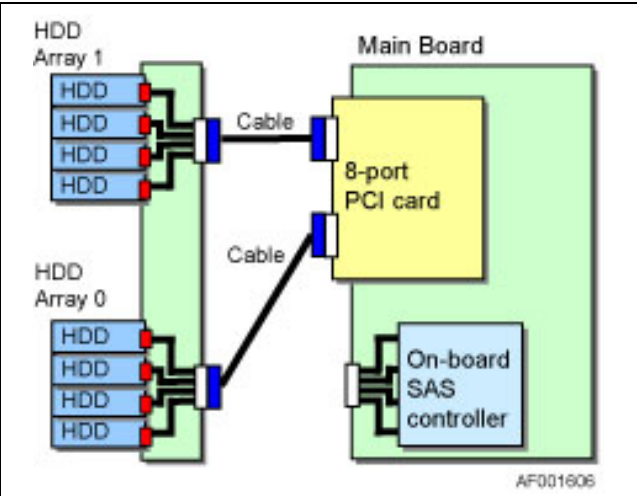 HDD
Array 1
HDD
HDD
HDD
HDD
Cable
Main Board
8-port
PCI card
Cable
HDD
Array 0
HDD
HDD
HDD
HDD
On-board
SAS
controller
AF001606